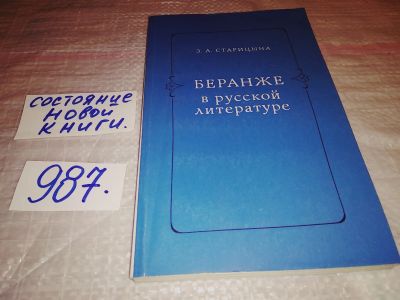 СОСТОЯНИЕ
НОВОЙ
КНИГИ.
987.
З. А. СТАРИЦЫНА
БЕРАНЖЕ
в русской
литературе